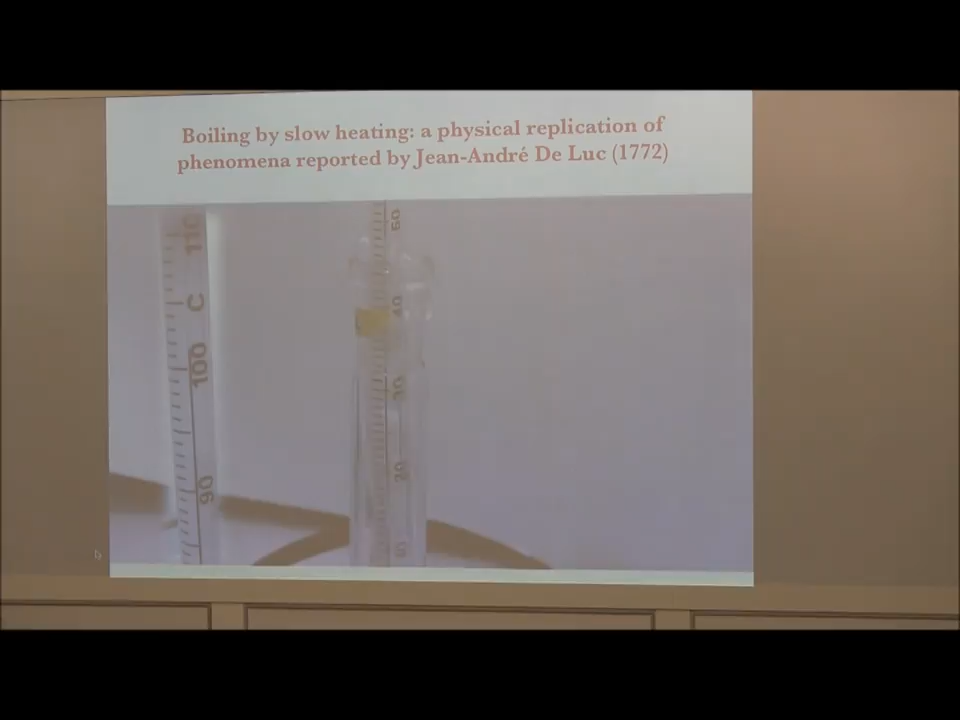 Boiling by slow heating: a physical replication of
phenomena reported by Jean-André De Luc (1772)
110
C
100
90
50
40
30
20